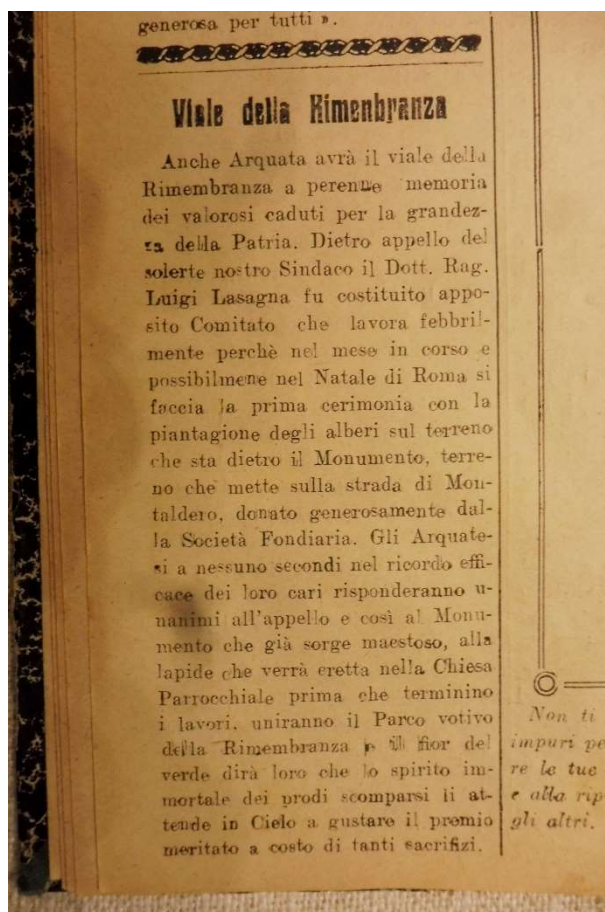 generosa per tutti ».
Viale della Rimenbranza
Anche Arquata avrà il viale della
Rimembranza a perenne memoria
dei valorosi caduti per la grandez-
za della Patria. Dietro appello del
solerte nostro Sindaco il Dott. Rag.
Luigi Lasagna fu costituito appo-
sito Comitato che lavora febbril-
mente perchè nel mese in corso e
possibilmene nel Natale di Roma si
faccia la prima cerimonia con la
piantagione degli alberi sul terreno
che sta dietro il Monumento, terre-
no che mette sulla strada di Mon-
taldero, donato generosamente dal-
la Società Fondiaria. Gli Arquate-
si a nessuno secondi nel ricordo effi-
cace dei loro cari risponderanno u-
nanimi all'appello e così al Monu-
mento che già sorge maestoso, alla
lapide che verrà eretta nella Chiesa
Parrocchiale prima che terminino
i lavori, uniranno il Parco votivo
della Rimembranza e il fior del
verde dirà loro che lo spirito im-
mortale dei prodi scomparsi li at-
tende in Cielo a gustare il premio
meritato a costo di tanti sacrifizi.
Non ti
impuri pe
re le tue
e alla rip
gli altri.